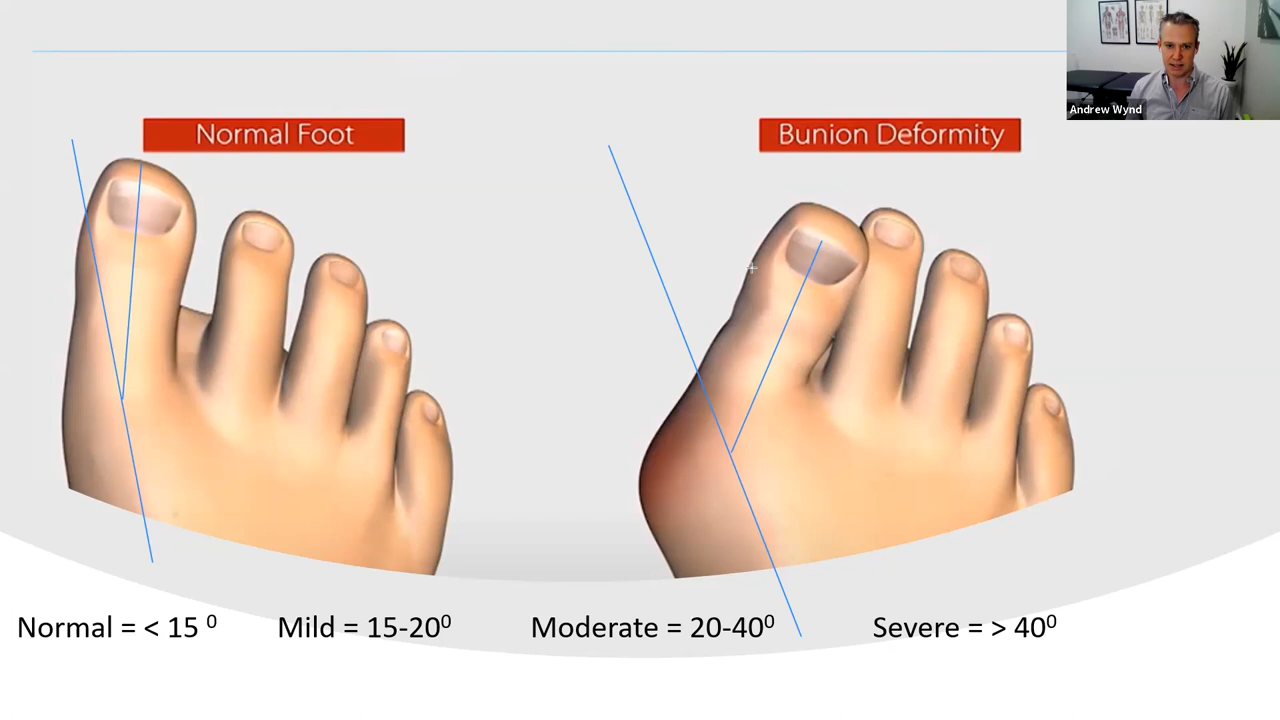 Normal Foot
Bunion Deformity
Andrew Wynd
Normal = < 15 ⁰
Mild = 15-20⁰
Moderate = 20-40⁰
Severe = > 40⁰